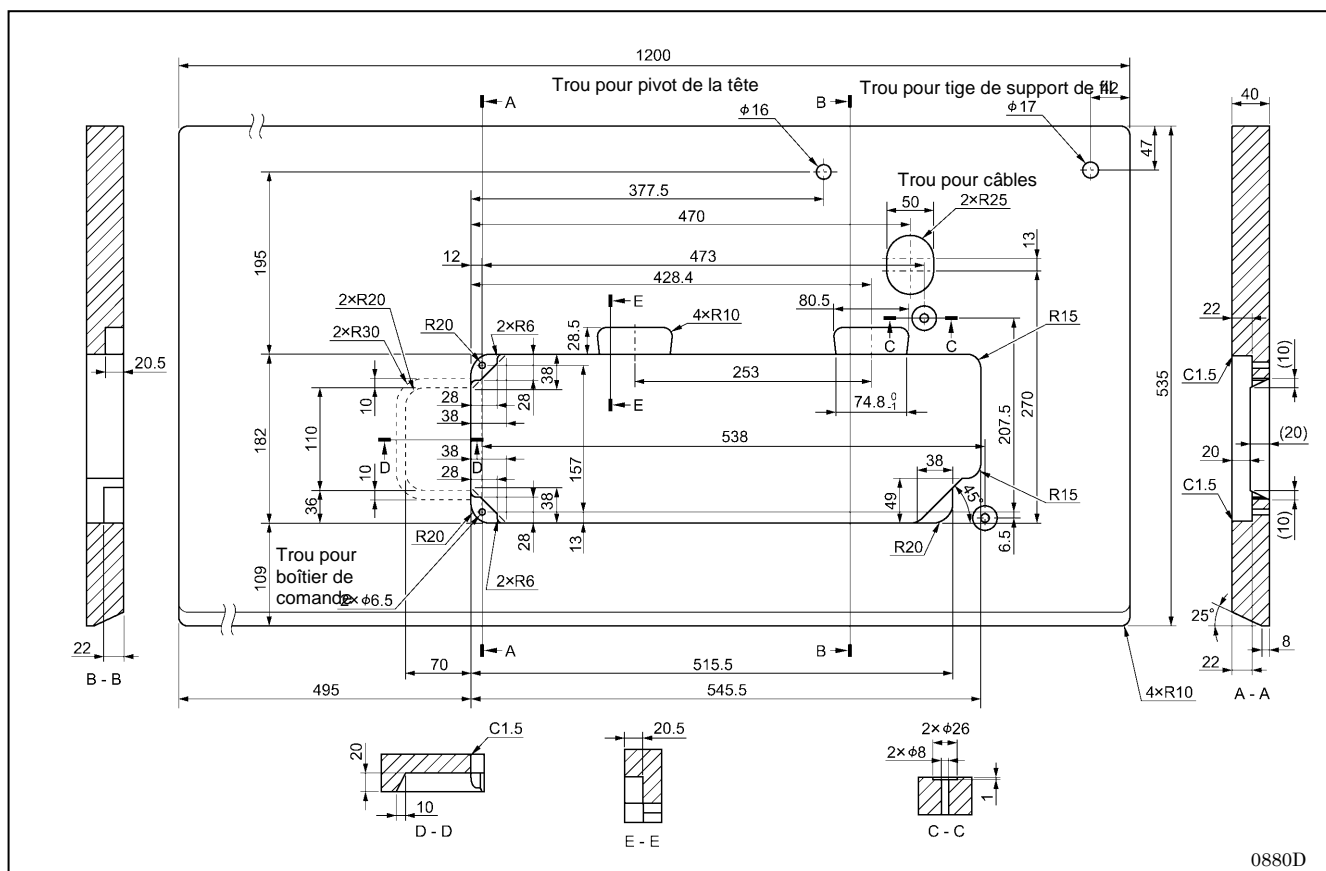 1200
Trou pour pivot de la tête
Trou pour tige de support de fil
42
40
A
B
φ16
φ17
47
377.5
Trou pour câbles
50
2×R25
470
13
195
12
473
428.4
22
(10)
2×R20
2×R30
R20
2×R6
28.5
E
4×R10
80.5
C
C
R15
20.5
C1.5
38
253
28
28
10
38
74.8 0 -1
207.5
270
535
E
182
110
538
(20)
D
D
38
157
38
20
28
10
49
45°
R15
C1.5
36
38
R20
28
13
R20
6.5
(10)
Trou pour
boîtier de
comande
2×φ6.5
2×R6
109
25°
22
A
B
8
B - B
70
515.5
22
495
545.5
4×R10
A - A
C1.5
20.5
2×φ26
20
2×φ8
10
1
D - D
E - E
C - C
0880D